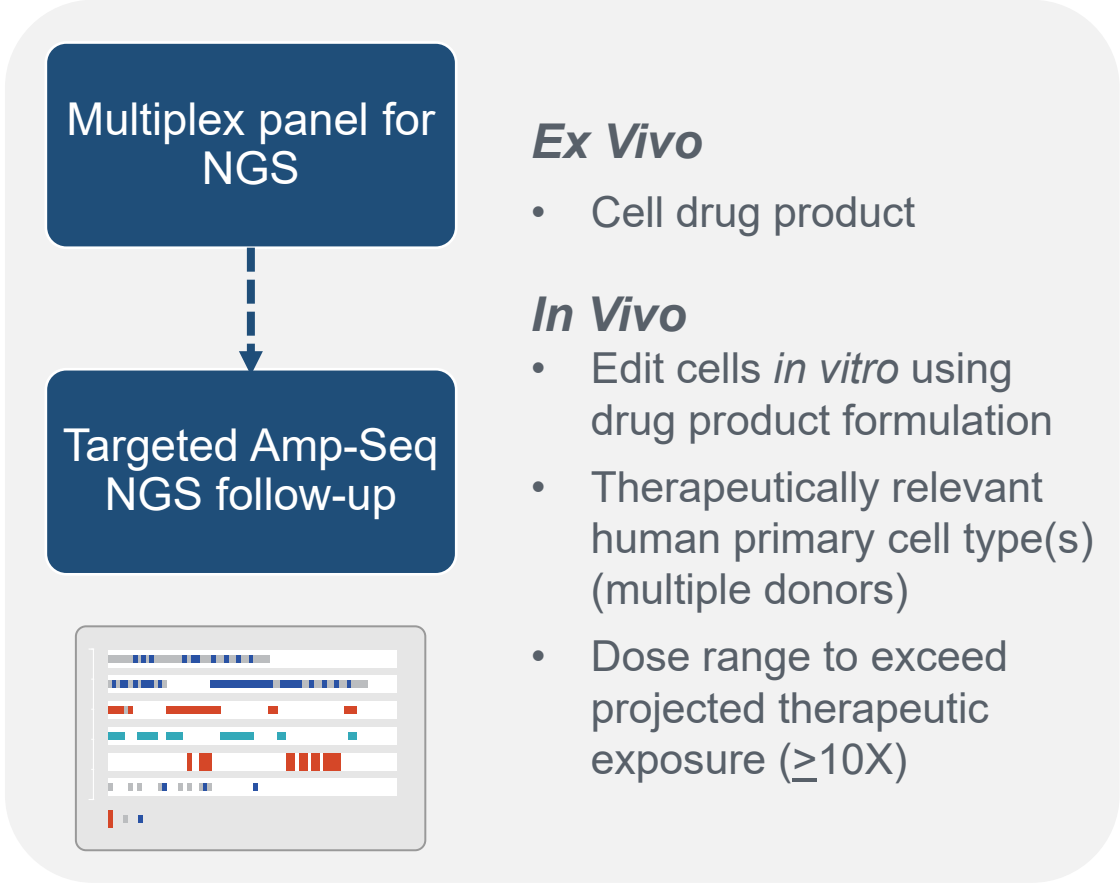 Multiplex panel for
NGS
Targeted Amp-Seq
NGS follow-up
Ex Vivo
• Cell drug product
In Vivo
• Edit cells in vitro using
drug product formulation
• Therapeutically relevant
human primary cell type(s)
(multiple donors)
• Dose range to exceed
projected therapeutic
exposure (≥10X)